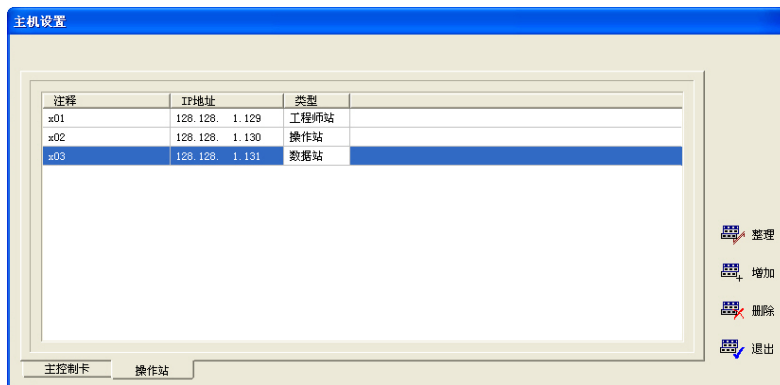 主机设置
注释 IP地址 类型
x01 128.128. 1.129 工程师站
x02 128.128. 1.130 操作站
x03 128.128. 1.131 数据站
整理
增加
删除
退出
主控制卡 操作站